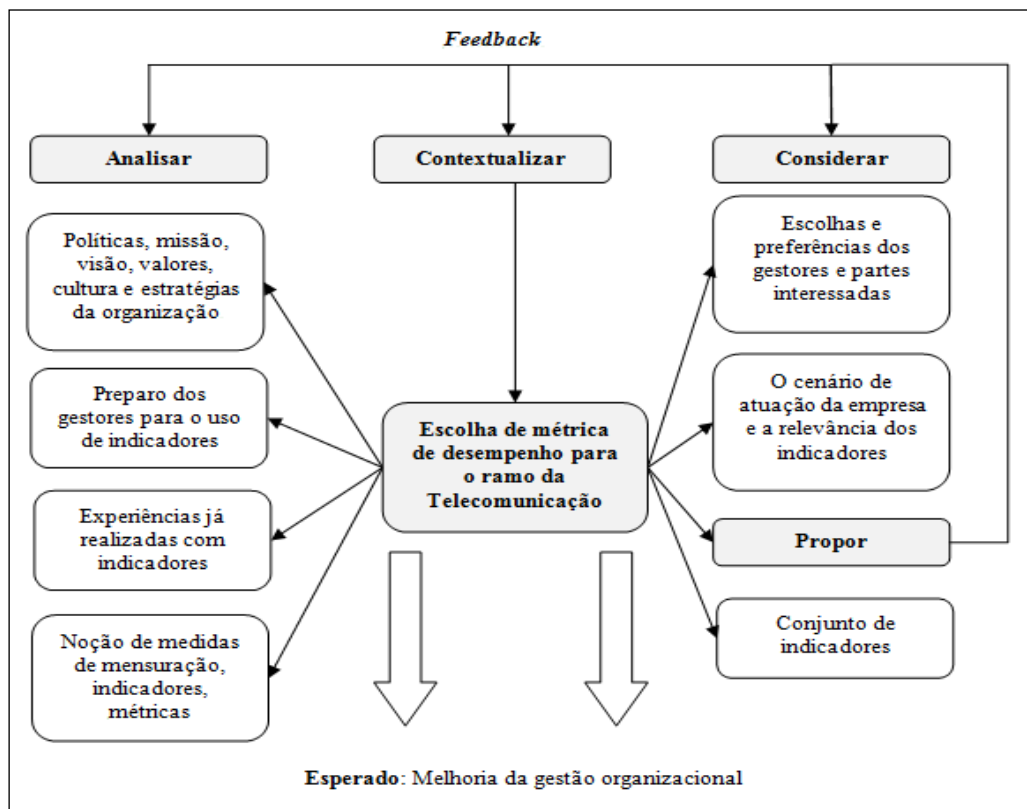 Feedback
Analisar
Contextualizar
Considerar
Políticas, missão,
visão, valores,
cultura e estratégias
da organização
Preparo dos
gestores para o uso
de indicadores
Experiências já
realizadas com
indicadores
Noção de medidas
de mensuração,
indicadores,
métricas
Escolha de métrica
de desempenho para
o ramo da
Telecomunicação
Escolhas e
preferências dos
gestores e partes
interessadas
O cenário de
atuação da empresa
e a relevância dos
indicadores
Propor
Conjunto de
indicadores
Esperado: Melhoria da gestão organizacional